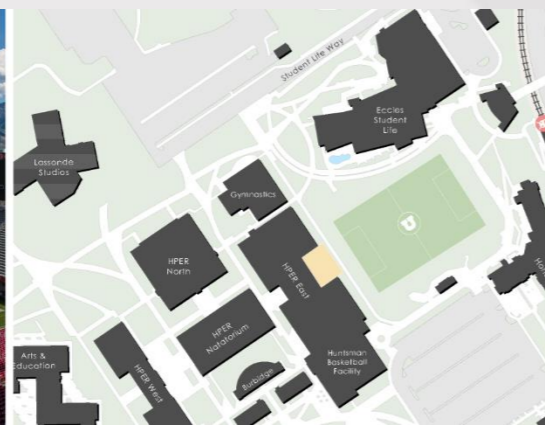 Student Life Way
Eccles
Student
Life
Lassonde
Studios
Gymnastics
HPER
North
HPER East
HPER
Natatorium
Huntsman
Basketball
Facility
Burbidge
HPER West
Arts &
Education
U